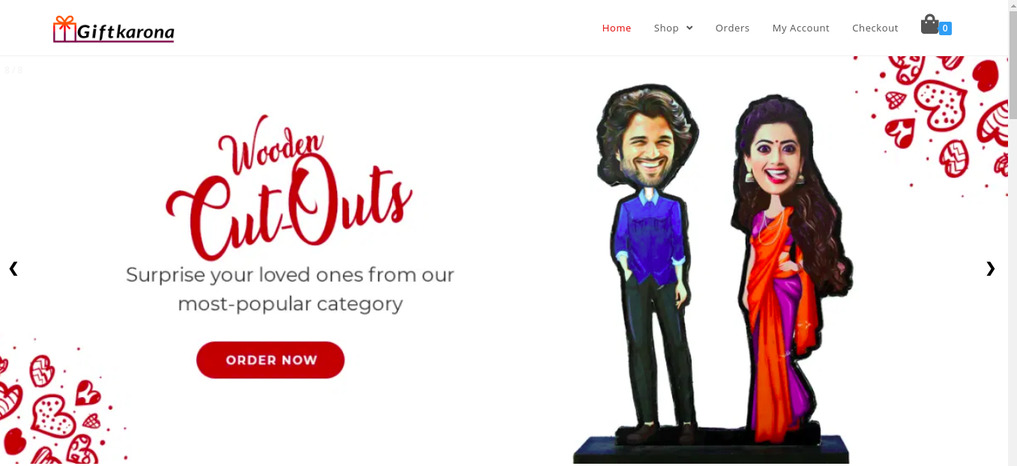 Giftkarona
Home Shop Orders My Account Checkout 0
Wooden
Cut-Outs
Surprise your loved ones from our
most-popular category
ORDER NOW